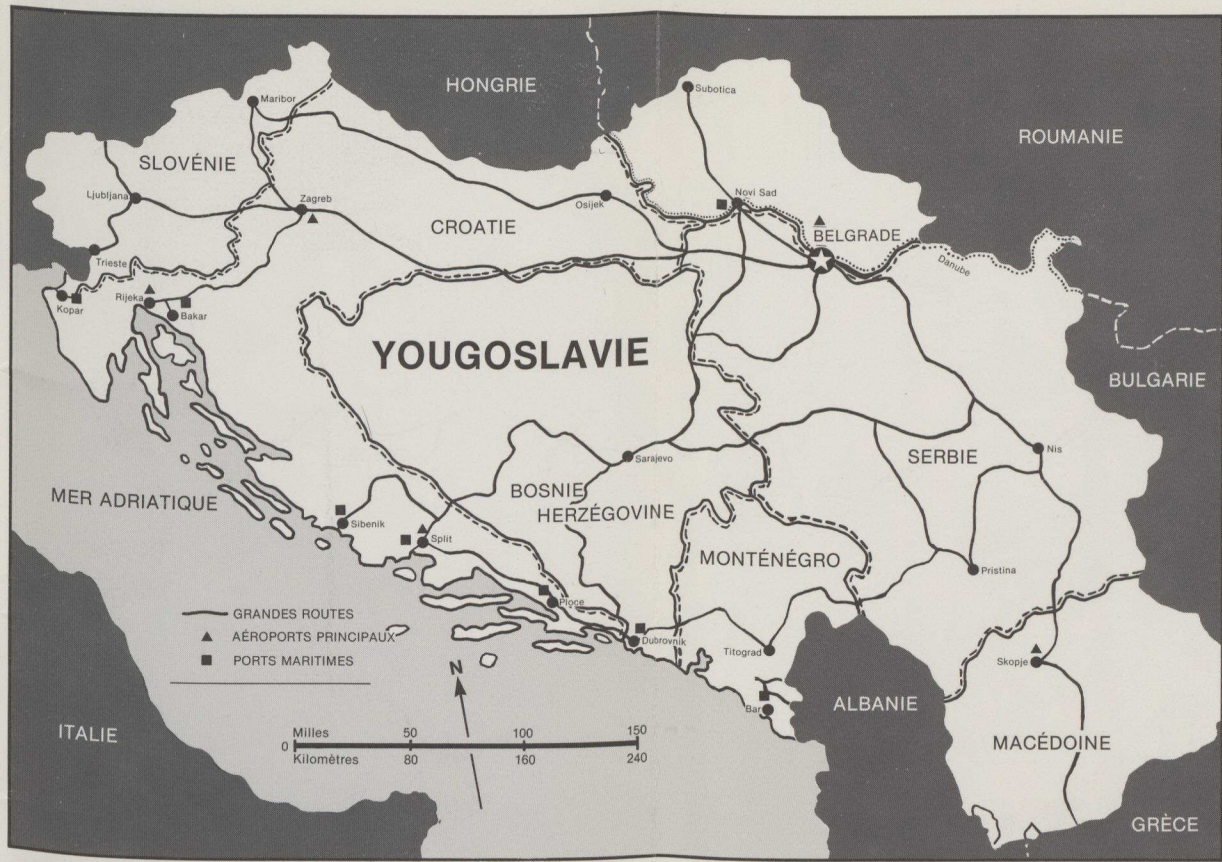 HONGRIE
Maribor
Subotica
ROUMANIE
SLOVÉNIE
Ljubljana
Zagreb
Osijek
Novi Sad
CROATIE
BELGRADE
Trieste
Danube
Kopar
Rijeka
Bakar
YOUGOSLAVIE
BULGARIE
Sarajevo
SERBIE
Nis
MER ADRIATIQUE
BOSNIE
HERZÉGOVINE
Sibenik
Split
MONTÉNÉGRO
Pristina
Ploce
GRANDES ROUTES
AÉROPORTS PRINCIPAUX
PORTS MARITIMES
Dubrovnik
Titograd
Skopje
N
ALBANIE
Bar
ITALIE
MACÉDOINE
Milles 50 100 150
0
Kilomètres 80 160 240
GRÈCE